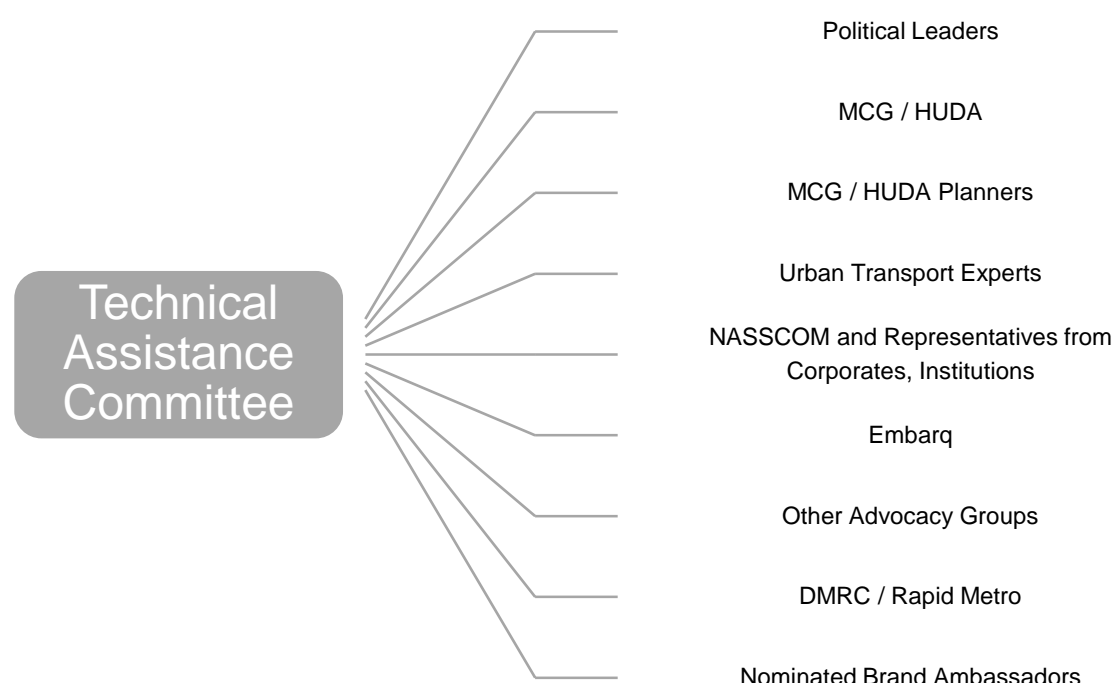 Political Leaders
MCG / HUDA
MCG / HUDA Planners
Urban Transport Experts
Technical
Assistance
Committee
NASSCOM and Representatives from
Corporates, Institutions
Embarq
Other Advocacy Groups
DMRC / Rapid Metro
Nominated Brand Ambassadors